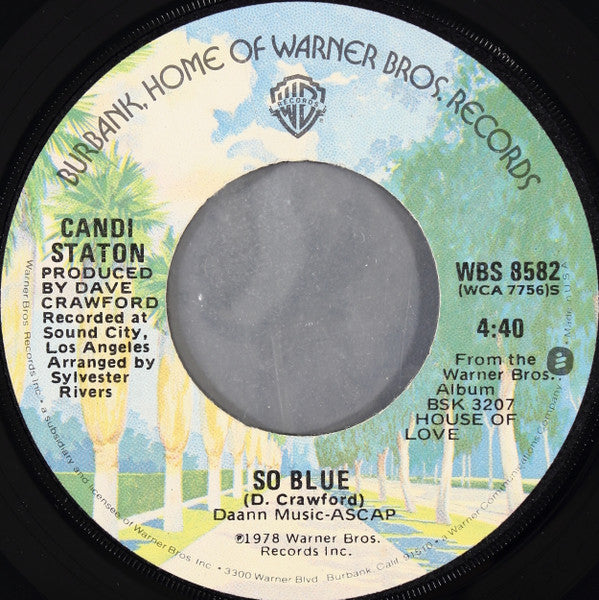 BURBANK, HOME OF WARNER BROS. RECORDS
WB
RECORDS
CANDI
STATON
PRODUCED
BY DAVE
CRAWFORD
Recorded at
Sound City,
Los Angeles
Arranged by
Sylvester
Rivers
WBS 8582
(WCA 7756)S
4:40
From the
Warner Bros.
Album
BSK 3207
HOUSE OF
LOVE
SO BLUE
(D. Crawford)
Daann Music-ASCAP
℗1978 Warner Bros.
Records Inc.
Warner Bros Records Inc. • a subsidiary and licensee of Warner Bros Inc. • 3300 Warner Blvd., Burbank, Calif. 91510 • a Warner Communications Company • Made in U.S.A.